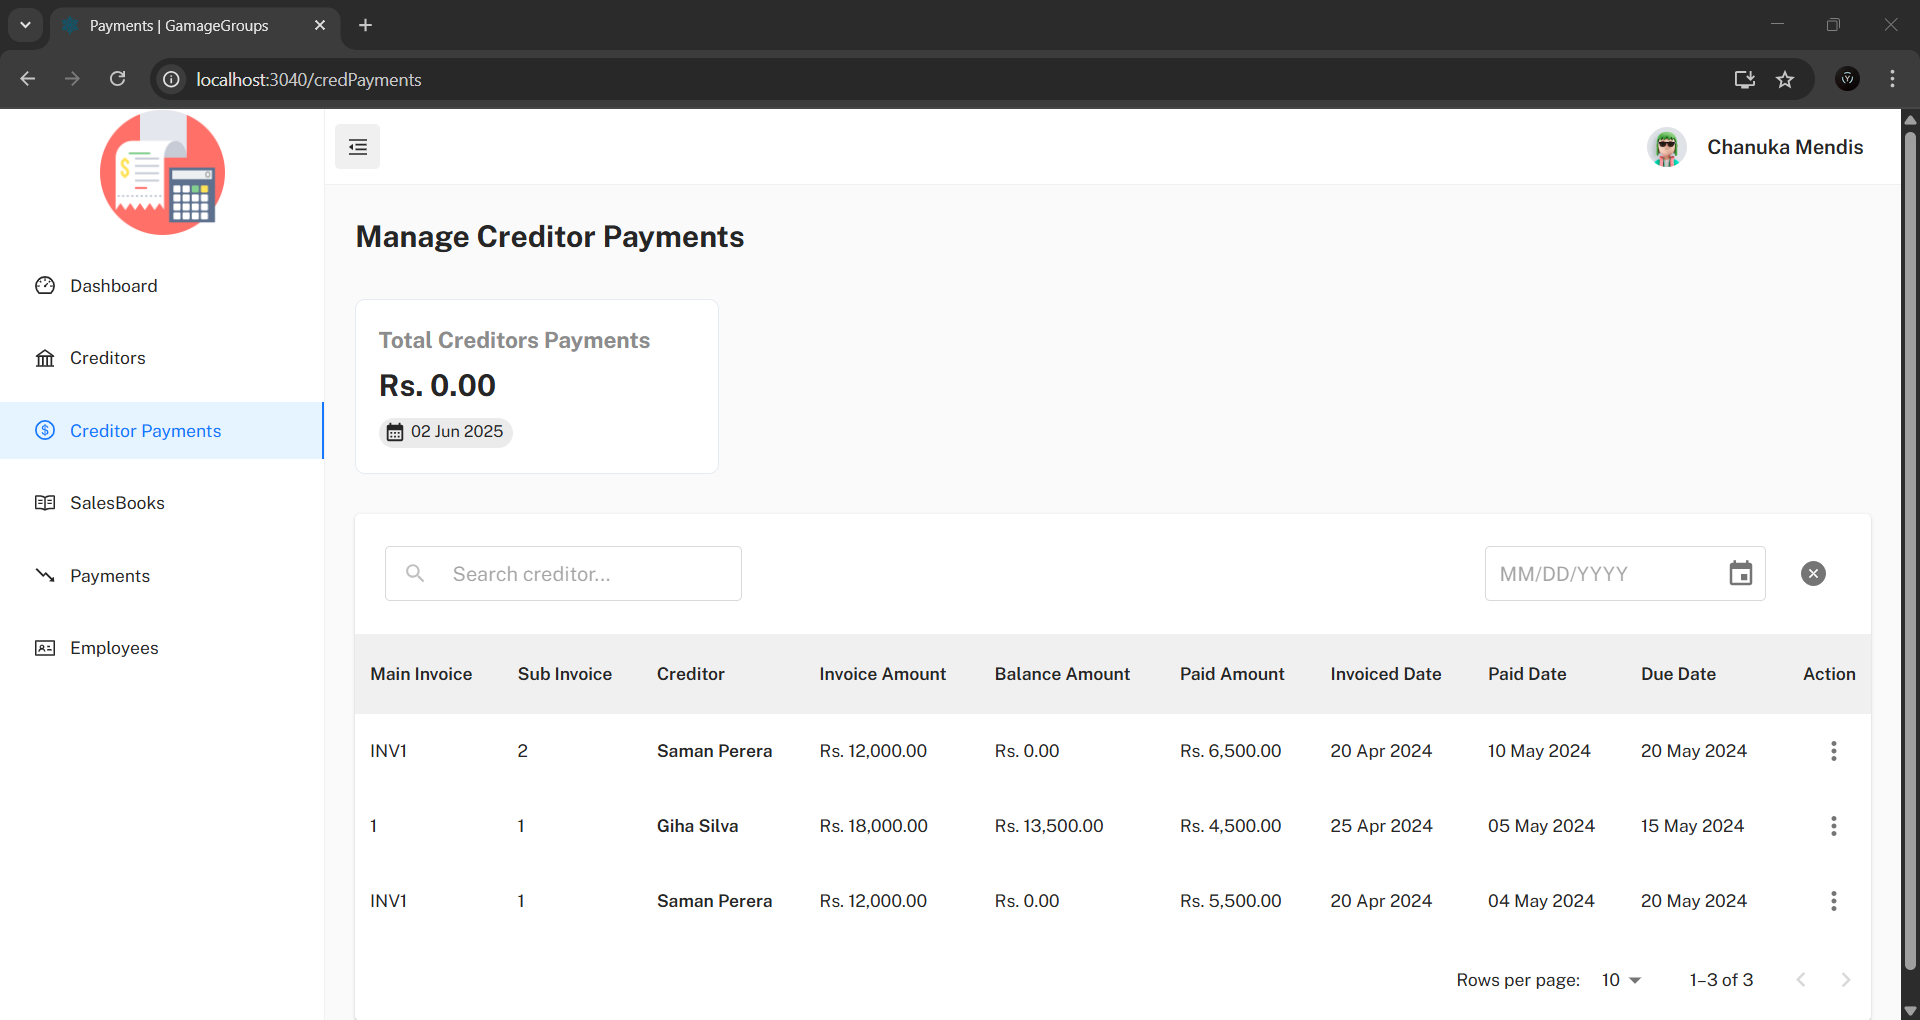 Payments | GamageGroups
localhost:3040/credPayments
Chanuka Mendis
Dashboard
Creditors
Creditor Payments
SalesBooks
Payments
Employees
Manage Creditor Payments
Total Creditors Payments
Rs. 0.00
02 Jun 2025
Search creditor... MM/DD/YYYY
Main Invoice Sub Invoice Creditor Invoice Amount Balance Amount Paid Amount Invoiced Date Paid Date Due Date Action
INV1 2 Saman Perera Rs. 12,000.00 Rs. 0.00 Rs. 6,500.00 20 Apr 2024 10 May 2024 20 May 2024
1 1 Giha Silva Rs. 18,000.00 Rs. 13,500.00 Rs. 4,500.00 25 Apr 2024 05 May 2024 15 May 2024
INV1 1 Saman Perera Rs. 12,000.00 Rs. 0.00 Rs. 5,500.00 20 Apr 2024 04 May 2024 20 May 2024
Rows per page: 10 1–3 of 3